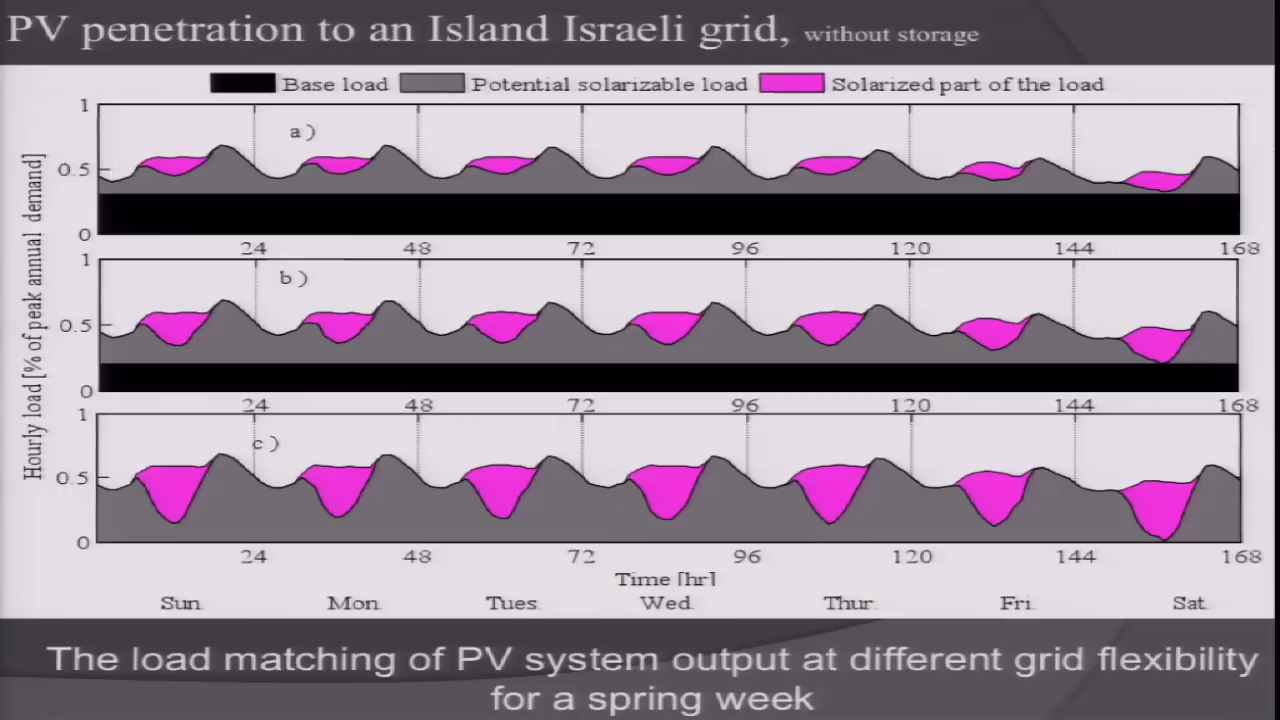 PV penetration to an Island Israeli grid, without storage
Base load Potential solarizable load Solarized part of the load
Hourly load [% of peak annual demand]
1
a )
0.5
0
24 48 72 96 120 144 168
1
b )
0.5
0
24 48 72 96 120 144 168
1
c )
0.5
0
24 48 72 96 120 144 168
Time [hr]
Sun. Mon. Tues. Wed. Thur. Fri. Sat.
The load matching of PV system output at different grid flexibility
for a spring week